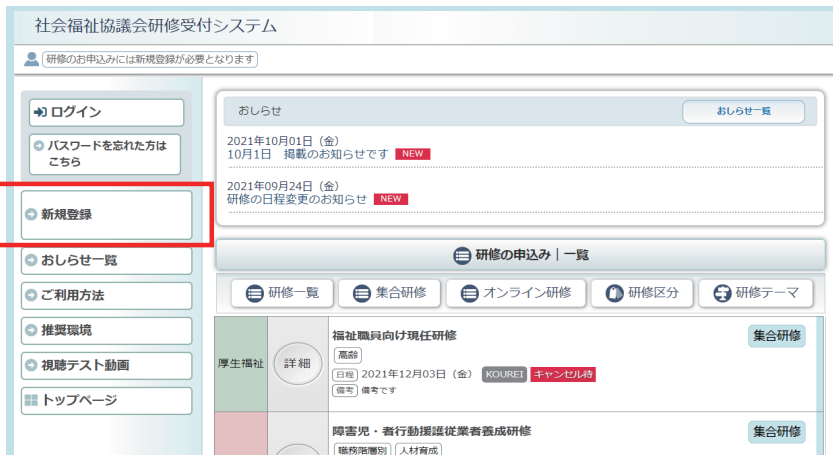 社会福祉協議会研修受付システム
研修のお申込みには新規登録が必要となります
ログイン
パスワードを忘れた方は
こちら
新規登録
おしらせ一覧
ご利用方法
推奨環境
視聴テスト動画
トップページ
おしらせ
おしらせ一覧
2021年10月01日（金）
10月1日　掲載のお知らせです NEW
2021年09月24日（金）
研修の日程変更のお知らせ NEW
研修の申込み｜一覧
研修一覧
集合研修
オンライン研修
研修区分
研修テーマ
厚生福祉
詳細
福祉職員向け現任研修
集合研修
高齢
日程 2021年12月03日（金） KOUREI キャンセル待
備考 備考です
障害児・者行動援護従業者養成研修
集合研修
職務階層別 人材育成